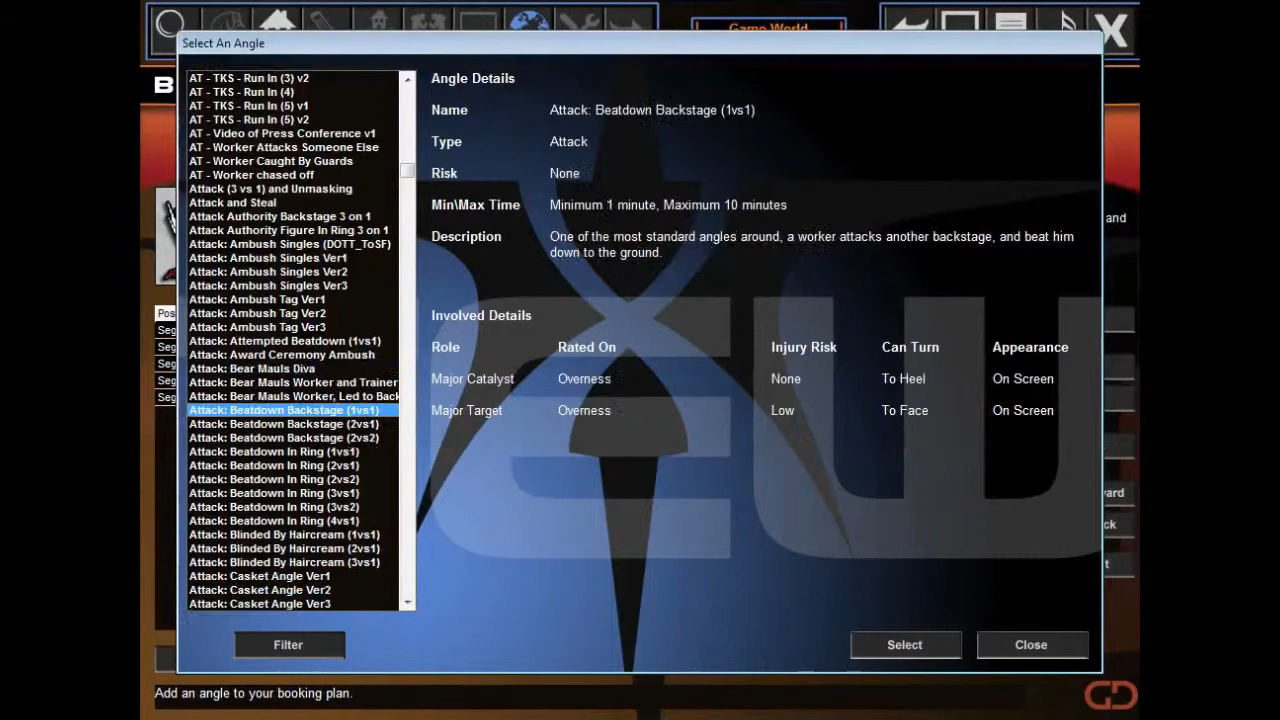 Game World
Select An Angle
AT - TKS - Run In (3) v2
AT - TKS - Run In (4)
AT - TKS - Run In (5) v1
AT - TKS - Run In (5) v2
AT - Video of Press Conference v1
AT - Worker Attacks Someone Else
AT - Worker Caught By Guards
AT - Worker chased off
Attack (3 vs 1) and Unmasking
Attack and Steal
Attack Authority Backstage 3 on 1
Attack Authority Figure In Ring 3 on 1
Attack: Ambush Singles (DOTT_ToSF)
Attack: Ambush Singles Ver1
Attack: Ambush Singles Ver2
Attack: Ambush Singles Ver3
Attack: Ambush Tag Ver1
Attack: Ambush Tag Ver2
Attack: Ambush Tag Ver3
Attack: Attempted Beatdown (1vs1)
Attack: Award Ceremony Ambush
Attack: Bear Mauls Diva
Attack: Bear Mauls Worker and Trainer
Attack: Bear Mauls Worker, Led to Back
Attack: Beatdown Backstage (1vs1)
Attack: Beatdown Backstage (2vs1)
Attack: Beatdown Backstage (2vs2)
Attack: Beatdown In Ring (1vs1)
Attack: Beatdown In Ring (2vs1)
Attack: Beatdown In Ring (2vs2)
Attack: Beatdown In Ring (3vs1)
Attack: Beatdown In Ring (3vs2)
Attack: Beatdown In Ring (4vs1)
Attack: Blinded By Haircream (1vs1)
Attack: Blinded By Haircream (2vs1)
Attack: Blinded By Haircream (3vs1)
Attack: Casket Angle Ver1
Attack: Casket Angle Ver2
Attack: Casket Angle Ver3
Angle Details
Name Attack: Beatdown Backstage (1vs1)
Type Attack
Risk None
Min\Max Time Minimum 1 minute, Maximum 10 minutes
Description One of the most standard angles around, a worker attacks another backstage, and beat him
down to the ground.
Involved Details
Role Rated On Injury Risk Can Turn Appearance
Major Catalyst Overness None To Heel On Screen
Major Target Overness Low To Face On Screen
EW
B
Pos
Seg
Seg
Seg
Seg
Seg
and
ard
ck
t
Filter Select Close
Add an angle to your booking plan.
GD